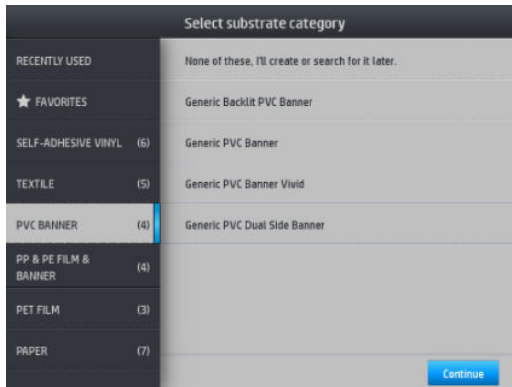 Select substrate category
RECENTLY USED
FAVORITES
SELF-ADHESIVE VINYL (6)
TEXTILE (5)
PVC BANNER (4)
PP & PE FILM &
BANNER (4)
PET FILM (3)
PAPER (7)
None of these, I'll create or search for it later.
Generic Backlit PVC Banner
Generic PVC Banner
Generic PVC Banner Vivid
Generic PVC Dual Side Banner
Continue